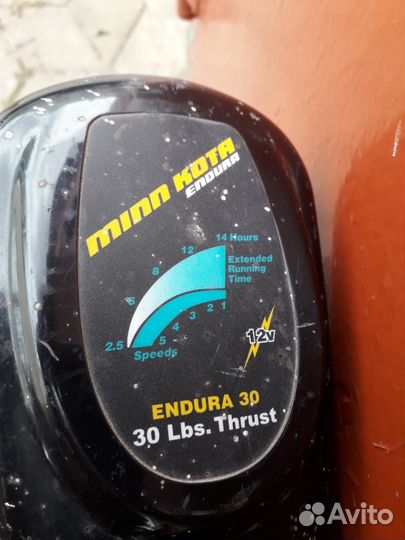 MINN KOTA
ENDURA
14 Hours
12
8
5
2.5
Extended
Running
Time
5 4 3 2 1
Speeds
12v
ENDURA 30
30 Lbs. Thrust
Avito